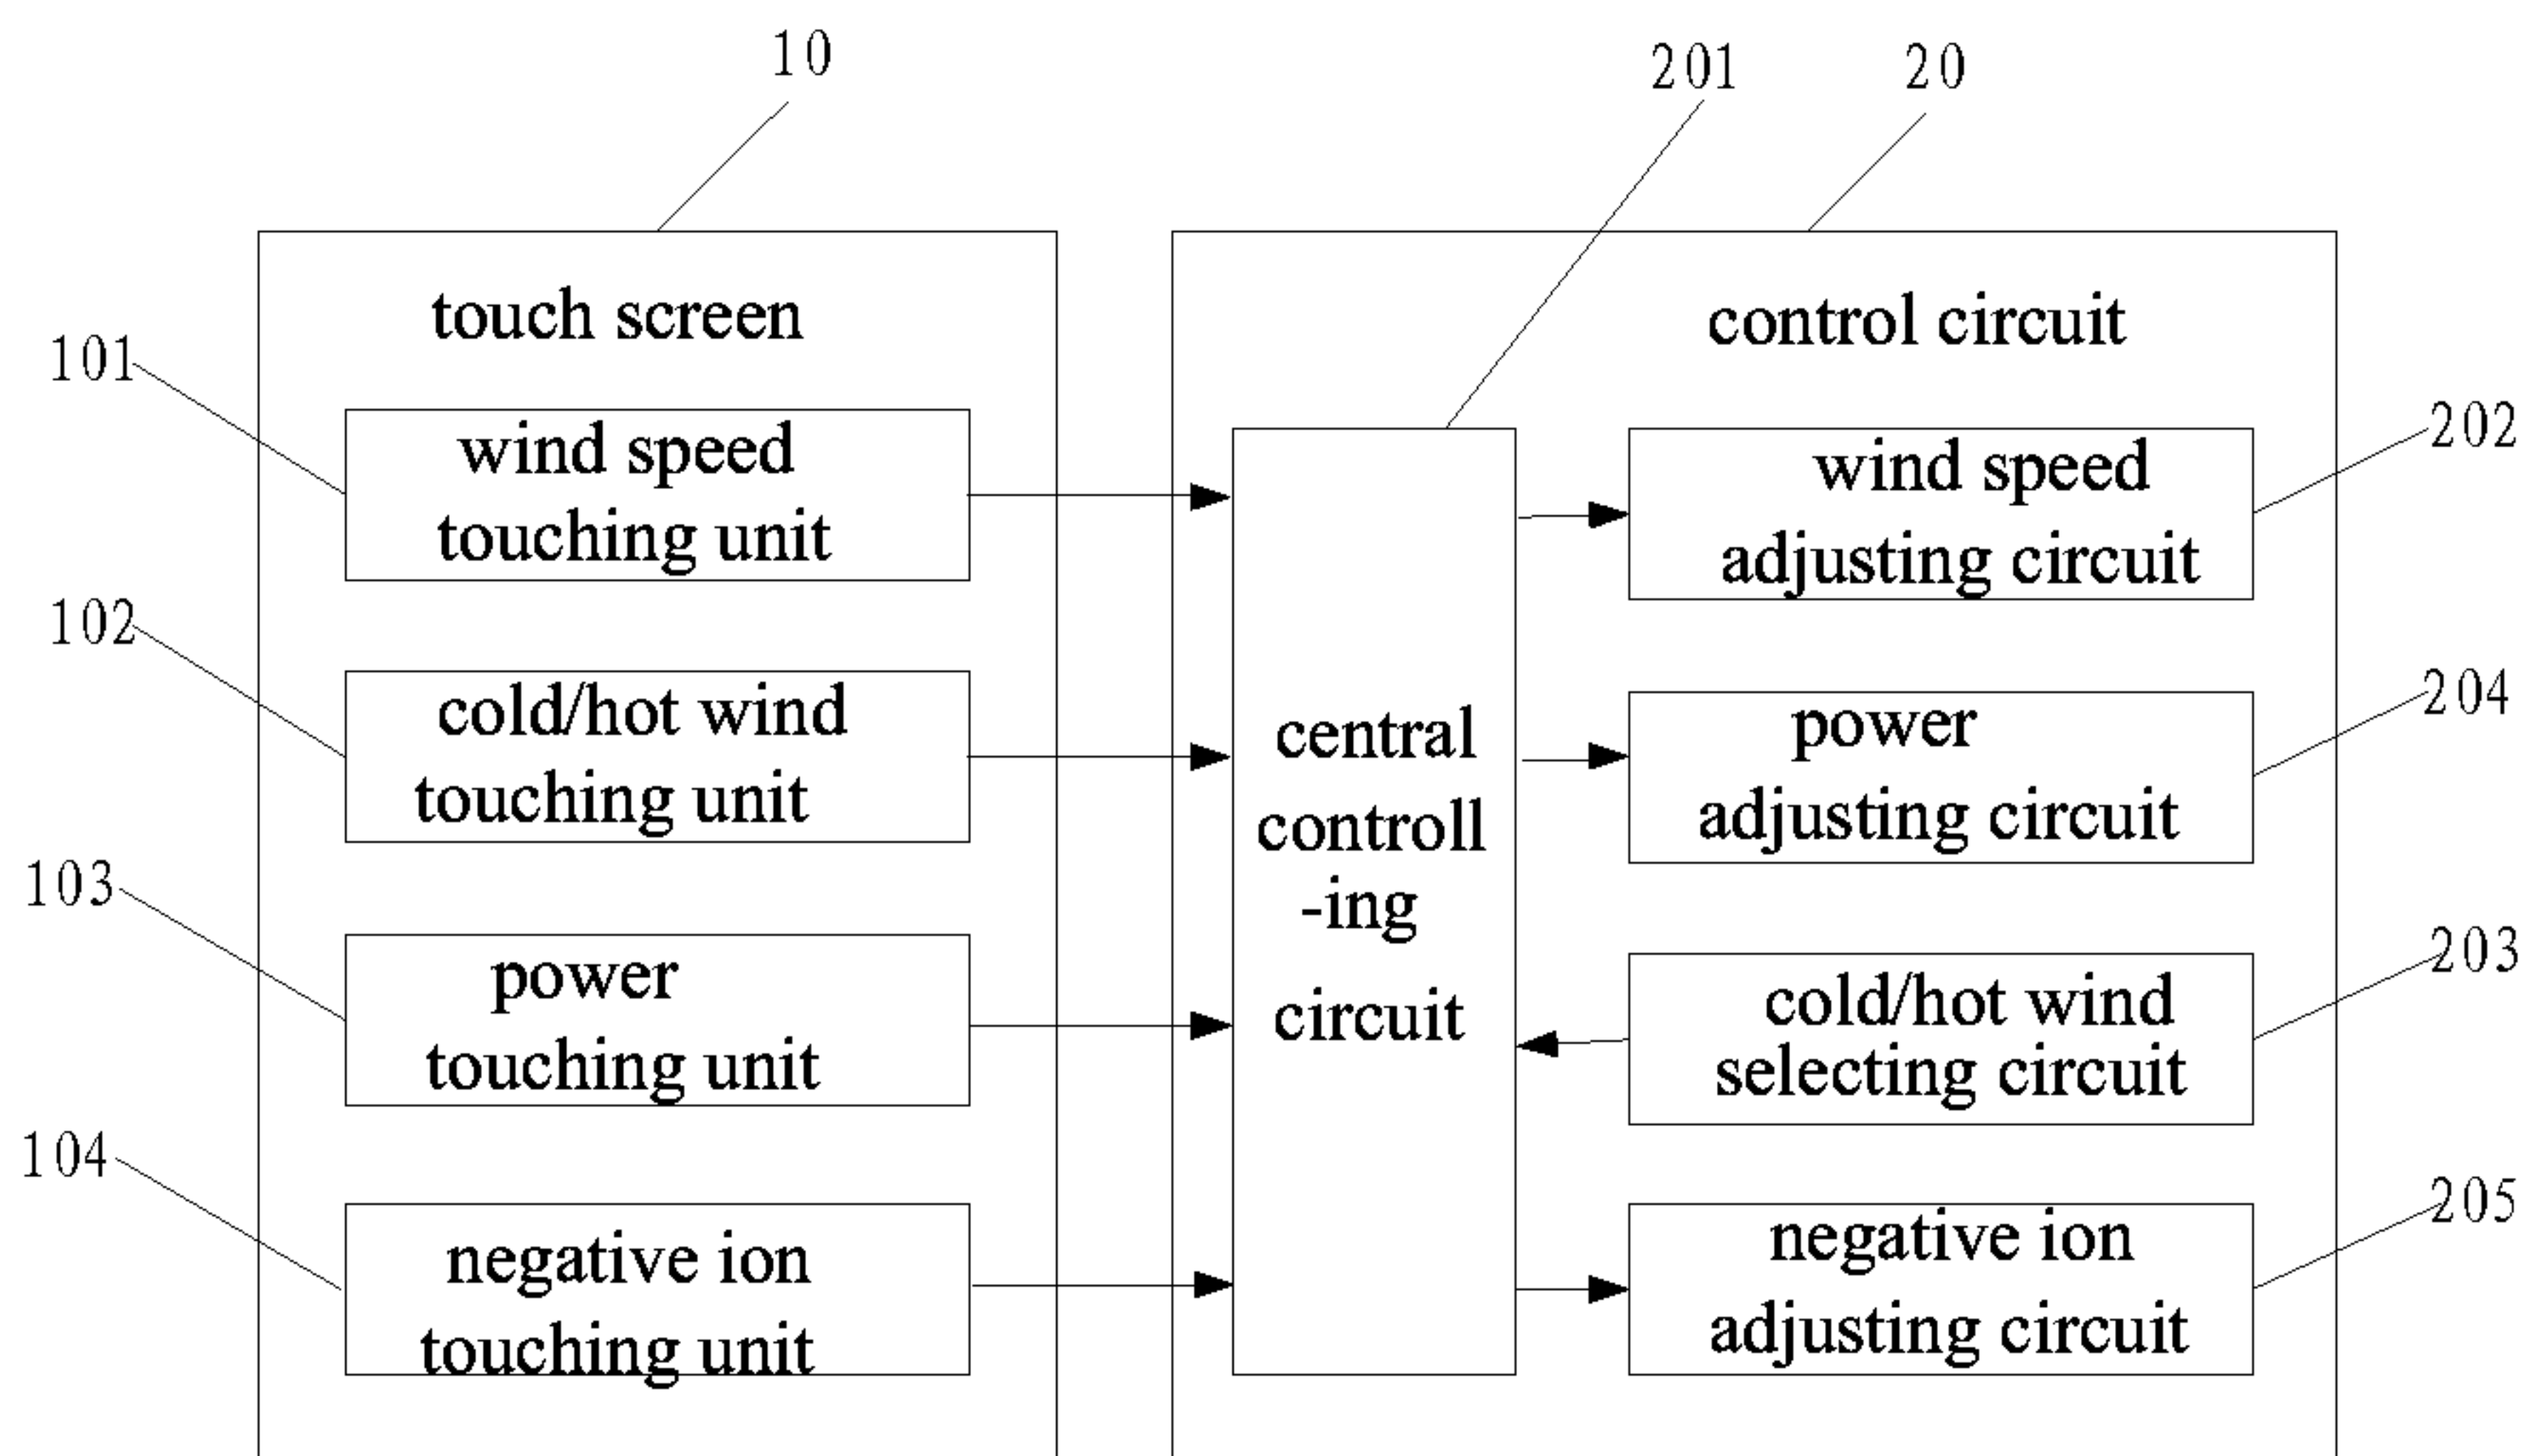 10
201
20
touch screen
control circuit
101
wind speed
touching unit
202
wind speed
adjusting circuit
102
cold/hot wind
touching unit
central
controll
-ing
circuit
204
power
adjusting circuit
103
power
touching unit
203
cold/hot wind
selecting circuit
104
negative ion
touching unit
205
negative ion
adjusting circuit